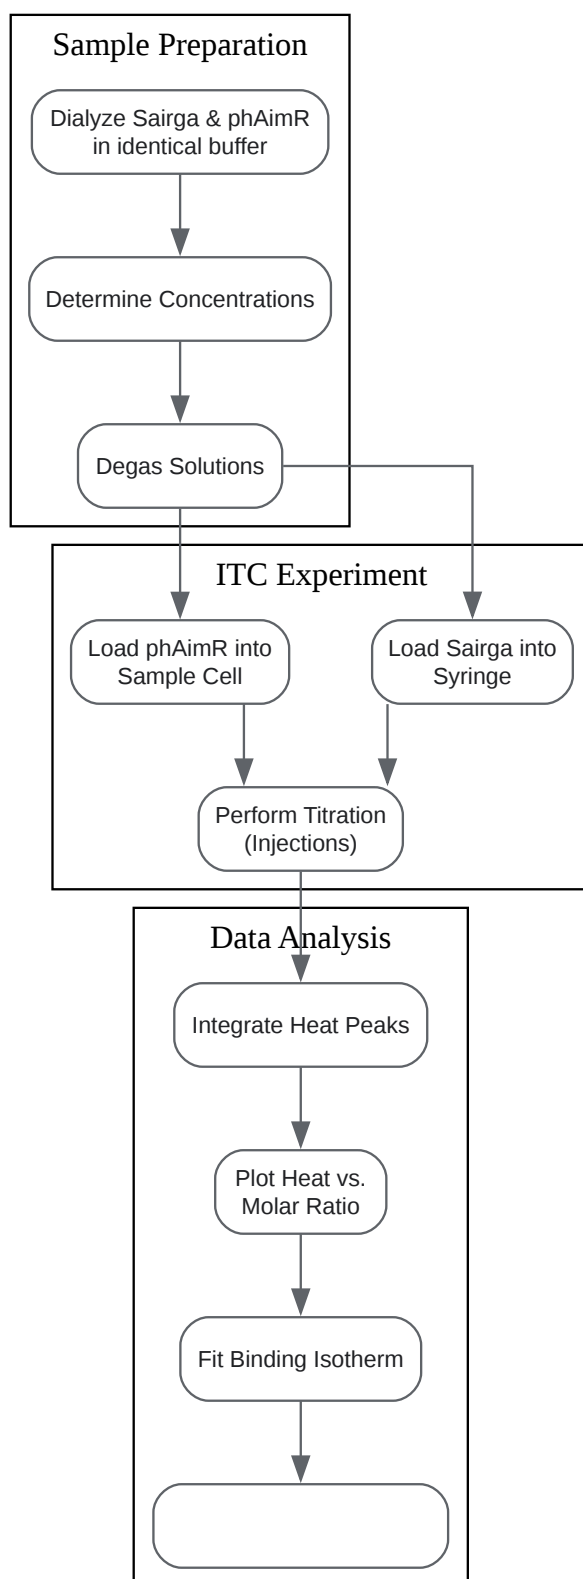 Sample Preparation
Dialyze Sairga & phAimR
in identical buffer
Determine Concentrations
Degas Solutions
ITC Experiment
Load phAimR into
Sample Cell
Load Sairga into
Syringe
Perform Titration
(Injections)
Data Analysis
Integrate Heat Peaks
Plot Heat vs.
Molar Ratio
Fit Binding Isotherm